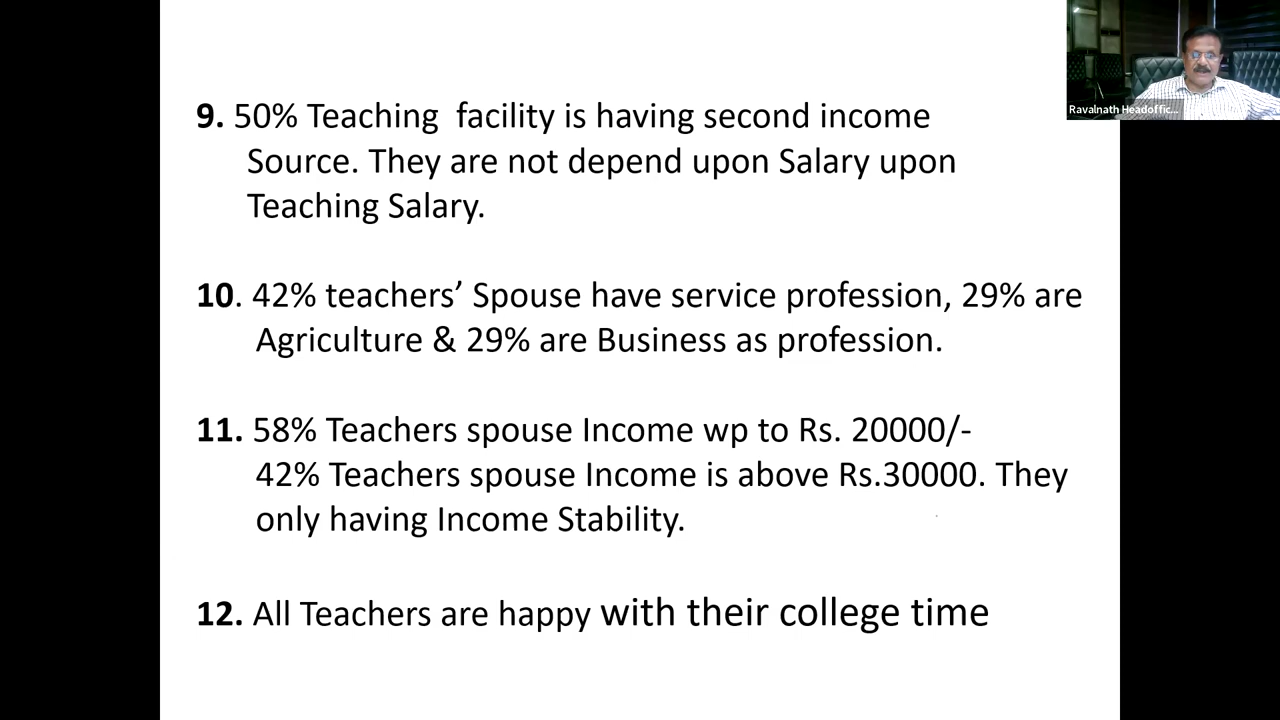 9. 50% Teaching facility is having second income
Source. They are not depend upon Salary upon
Teaching Salary.
10. 42% teachers’ Spouse have service profession, 29% are
Agriculture & 29% are Business as profession.
11. 58% Teachers spouse Income wp to Rs. 20000/-
42% Teachers spouse Income is above Rs.30000. They
only having Income Stability.
12. All Teachers are happy with their college time
Ravalnath Headoffic...